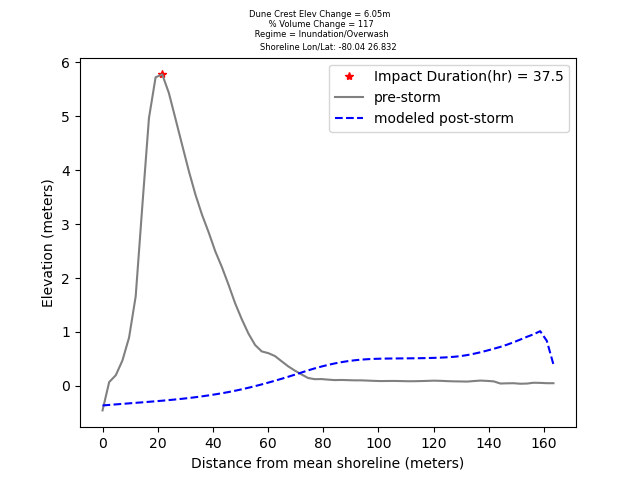 Dune Crest Elev Change = 6.05m
% Volume Change = 117
Regime = Inundation/Overwash
Shoreline Lon/Lat: -80.04 26.832
Impact Duration(hr) = 37.5
pre-storm
modeled post-storm
6
5
4
3
2
1
0
Elevation (meters)
0 20 40 60 80 100 120 140 160
Distance from mean shoreline (meters)